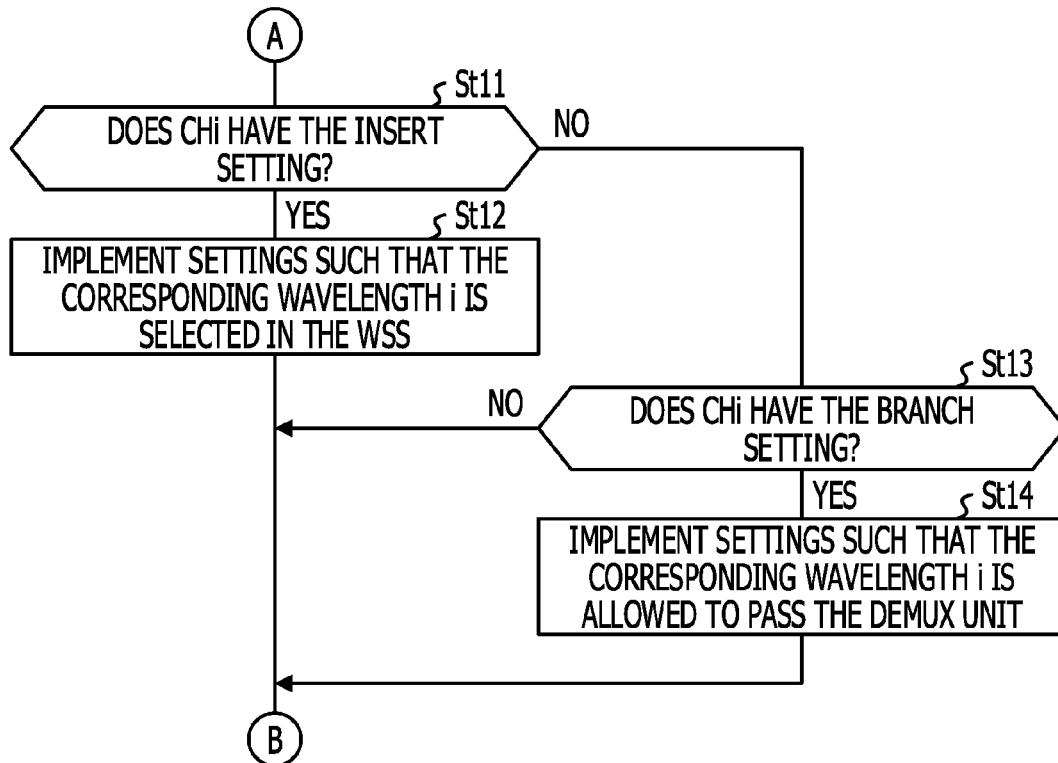 A
St11
DOES CHi HAVE THE INSERT
SETTING?
NO
YES
St12
IMPLEMENT SETTINGS SUCH THAT THE
CORRESPONDING WAVELENGTH i IS
SELECTED IN THE WSS
St13
NO
DOES CHi HAVE THE BRANCH
SETTING?
YES
St14
IMPLEMENT SETTINGS SUCH THAT THE
CORRESPONDING WAVELENGTH i IS
ALLOWED TO PASS THE DEMUX UNIT
B